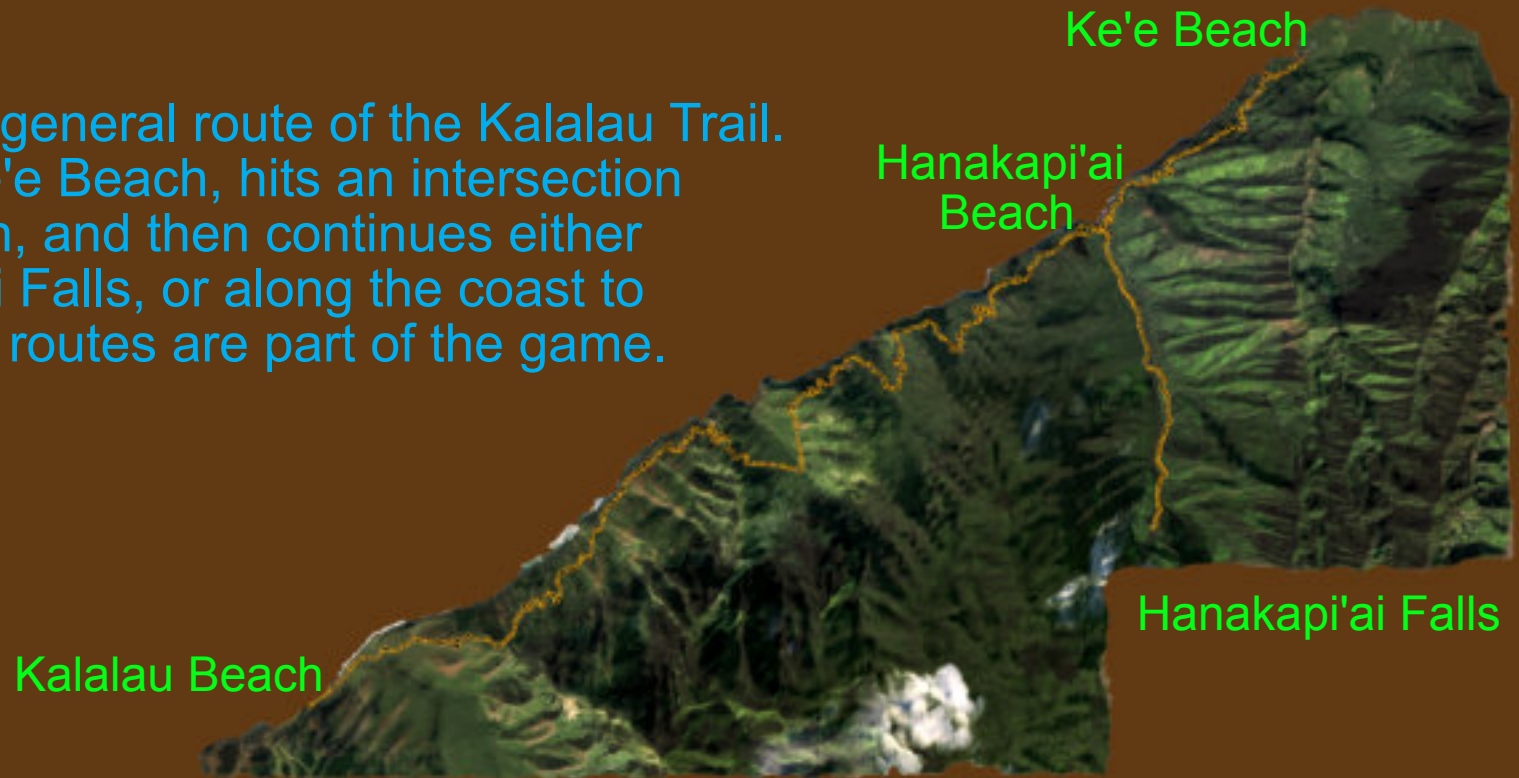 Ke'e Beach
general route of the Kalalau Trail.
'e Beach, hits an intersection
, and then continues either
Falls, or along the coast to
routes are part of the game.
Hanakapi'ai
Beach
Hanakapi'ai Falls
Kalalau Beach